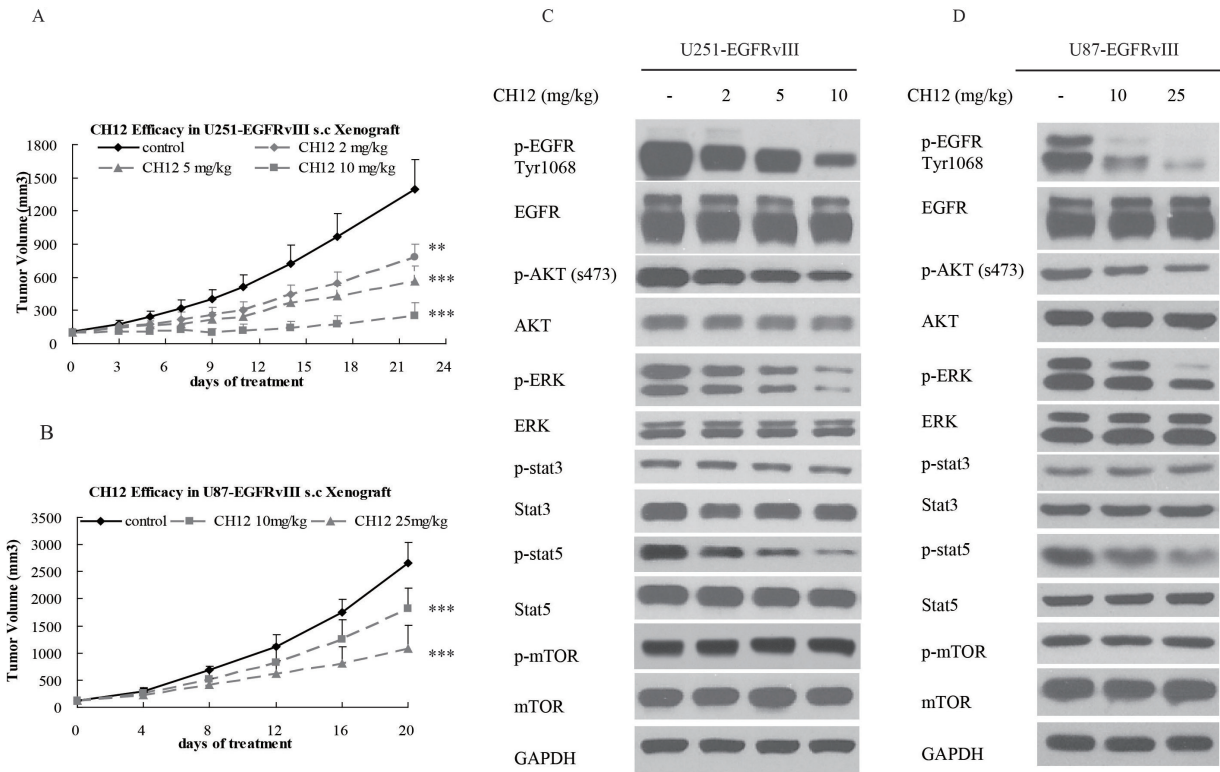 A
CH12 Efficacy in U251-EGFRvIII s.c Xenograft
control
CH12 2 mg/kg
CH12 5 mg/kg
CH12 10 mg/kg
Tumor Volume (mm3)
1800
1500
1200
900
600
300
0
**
***
***
0 3 6 9 12 15 18 21 24
days of treatment
B
CH12 Efficacy in U87-EGFRvIII s.c Xenograft
control
CH12 10mg/kg
CH12 25mg/kg
Tumor Volume (mm3)
3500
3000
2500
2000
1500
1000
500
0
***
***
0 4 8 12 16 20
days of treatment
C
U251-EGFRvIII
CH12 (mg/kg) - 2 5 10
p-EGFR
Tyr1068
EGFR
p-AKT (s473)
AKT
p-ERK
ERK
p-stat3
Stat3
p-stat5
Stat5
p-mTOR
mTOR
GAPDH
D
U87-EGFRvIII
CH12 (mg/kg) - 10 25
p-EGFR
Tyr1068
EGFR
p-AKT (s473)
AKT
p-ERK
ERK
p-stat3
Stat3
p-stat5
Stat5
p-mTOR
mTOR
GAPDH